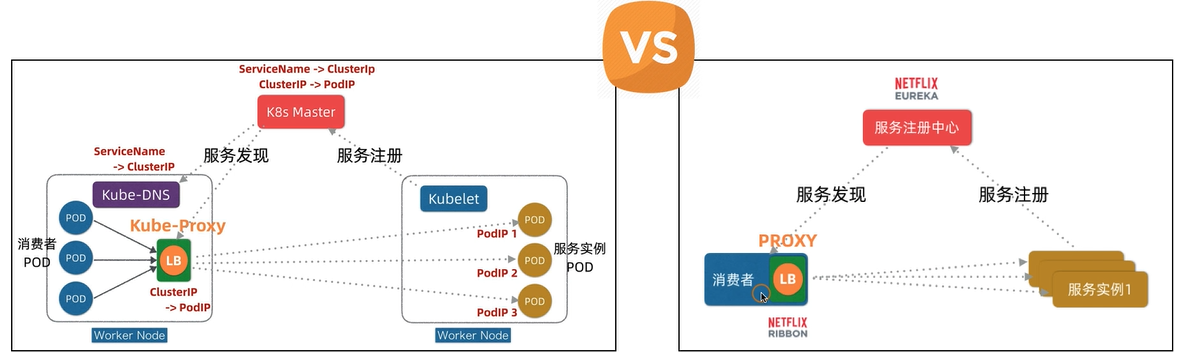 VS
ServiceName -> ClusterIp
ClusterIP -> PodIP
K8s Master
服务发现
服务注册
ServiceName
-> ClusterIP
Kube-DNS
Kubelet
POD
POD
POD
消费者
POD
Kube-Proxy
LB
ClusterIP
-> PodIP
Worker Node
POD
PodIP 1
POD
PodIP 2
POD
PodIP 3
服务实例
POD
Worker Node
NETFLIX
EUREKA
服务注册中心
服务发现
服务注册
PROXY
消费者
LB
NETFLIX
RIBBON
服务实例1